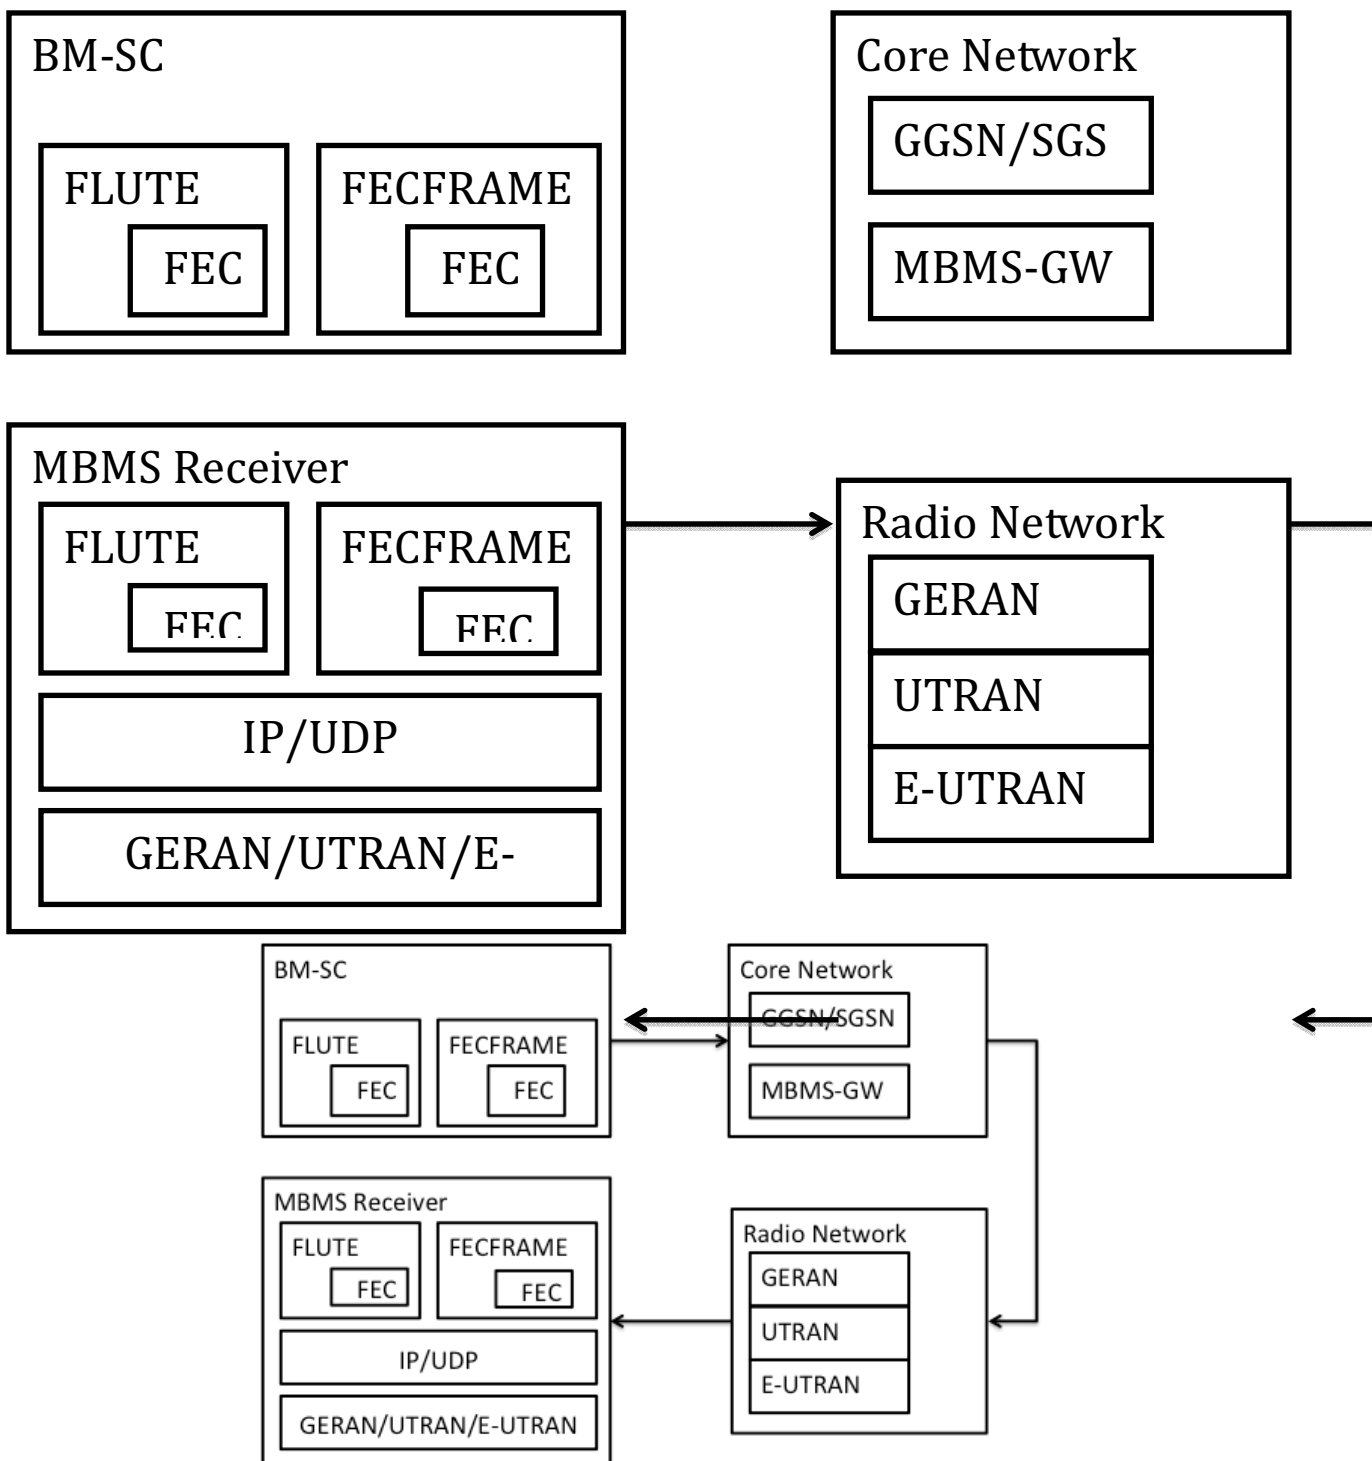 BM-SC
FLUTE
FEC
FECFRAME
FEC
Core Network
GGSN/SGS
MBMS-GW
MBMS Receiver
FLUTE
FEC
FECFRAME
FEC
IP/UDP
GERAN/UTRAN/E-
Radio Network
GERAN
UTRAN
E-UTRAN
BM-SC
FLUTE
FEC
FECFRAME
FEC
Core Network
GGSN/SGSN
MBMS-GW
MBMS Receiver
FLUTE
FEC
FECFRAME
FEC
IP/UDP
GERAN/UTRAN/E-UTRAN
Radio Network
GERAN
UTRAN
E-UTRAN